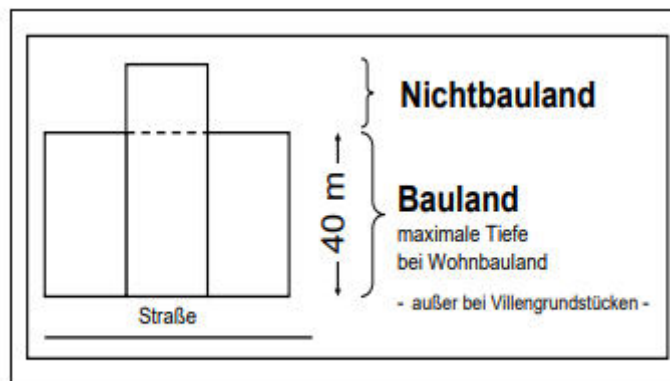 Nichtbauland
40 m
Bauland
maximale Tiefe
bei Wohnbauland
- außer bei Villengrundstücken -
Straße